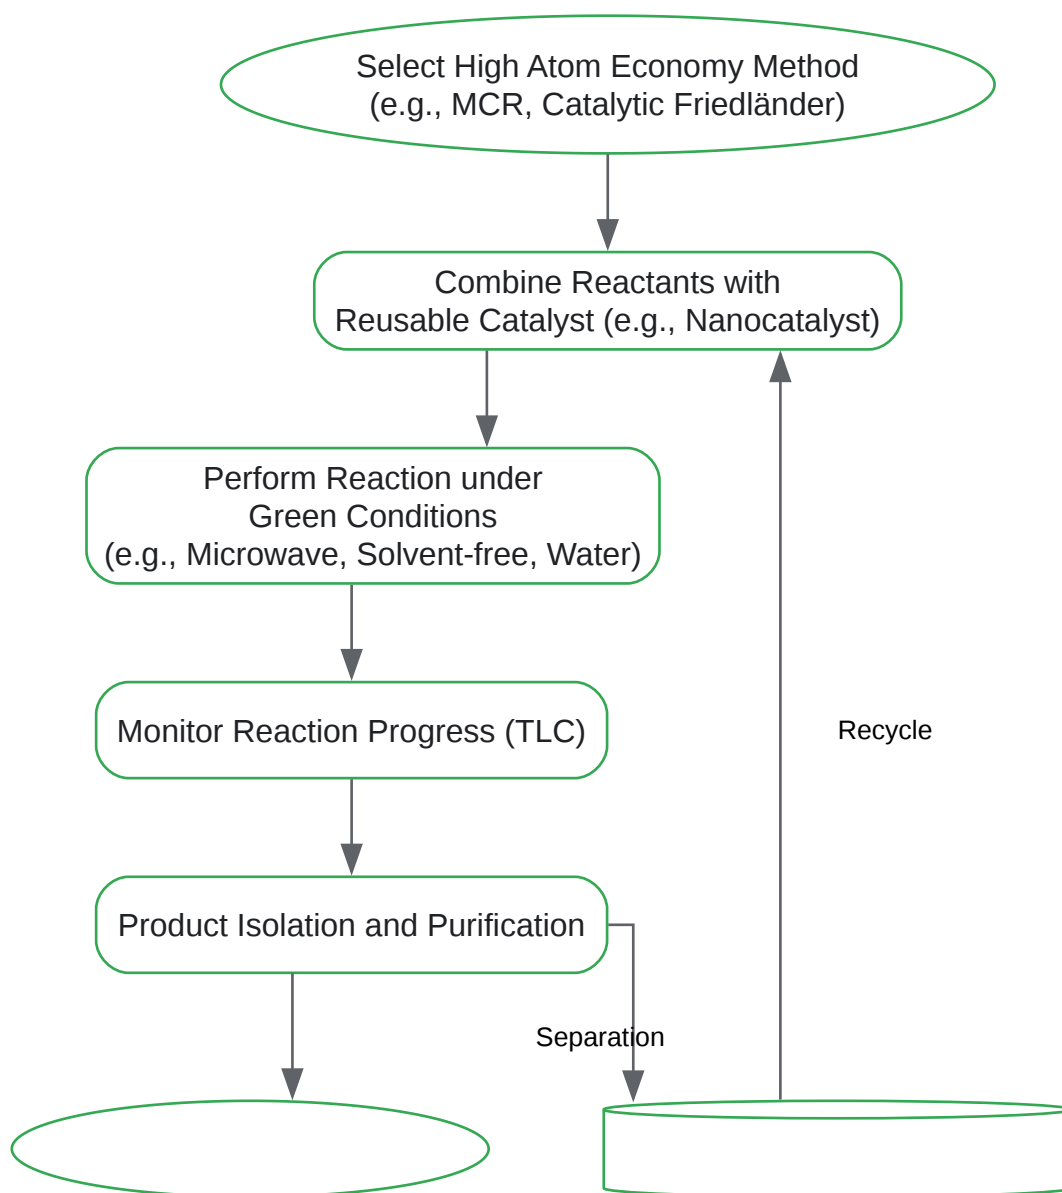 Select High Atom Economy Method
(e.g., MCR, Catalytic Friedländer)
Combine Reactants with
Reusable Catalyst (e.g., Nanocatalyst)
Perform Reaction under
Green Conditions
(e.g., Microwave, Solvent-free, Water)
Monitor Reaction Progress (TLC)
Recycle
Product Isolation and Purification
Separation